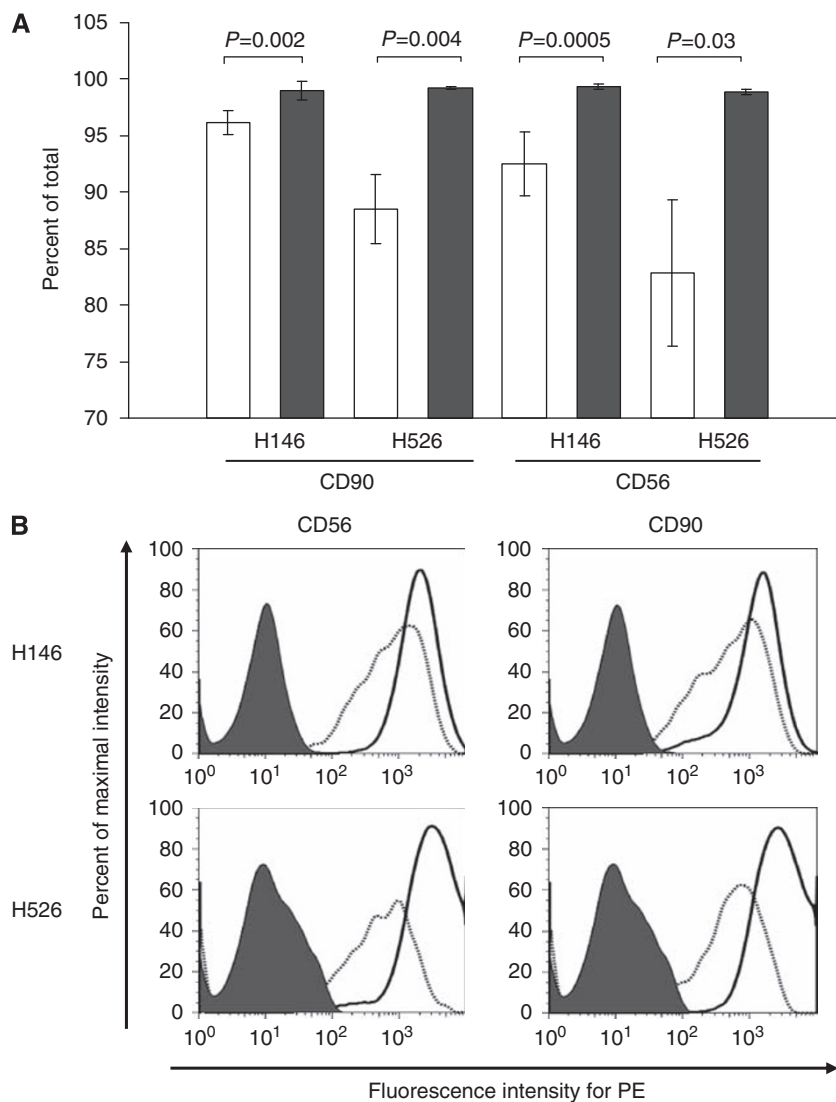 A
105
100
95
90
85
80
75
70
Percent of total
P=0.002
P=0.004
P=0.0005
P=0.03
H146 H526 H146 H526
CD90 CD56
B
CD56 CD90
H146
H526
Percent of maximal intensity
100
80
60
40
20
0
10⁰ 10¹ 10² 10³
100
80
60
40
20
0
10⁰ 10¹ 10² 10³
100
80
60
40
20
0
10⁰ 10¹ 10² 10³
100
80
60
40
20
0
10⁰ 10¹ 10² 10³
Fluorescence intensity for PE